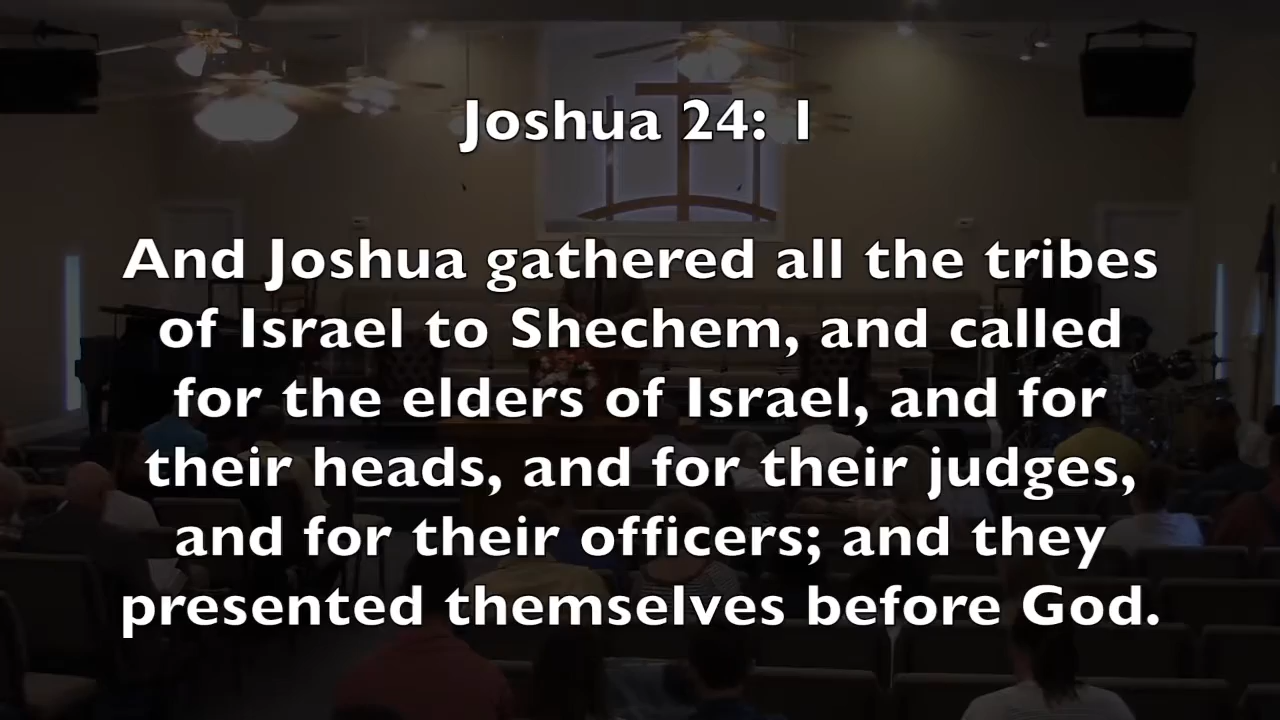 Joshua 24: 1
And Joshua gathered all the tribes
of Israel to Shechem, and called
for the elders of Israel, and for
their heads, and for their judges,
and for their officers; and they
presented themselves before God.